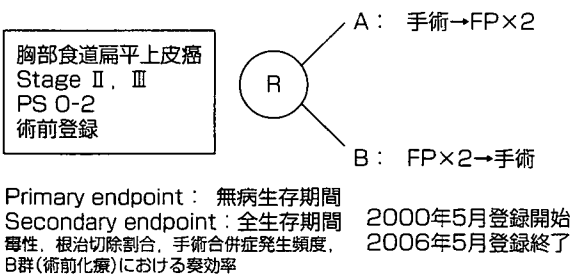 胸部食道扁平上皮癌
Stage Ⅱ, Ⅲ
PS 0-2
術前登録
R
A： 手術→FP×2
B： FP×2→手術
Primary endpoint： 無病生存期間
Secondary endpoint：全生存期間
毒性，根治切除割合，手術合併症発生頻度，
B群(術前化療)における奏効率
2000年5月登録開始
2006年5月登録終了